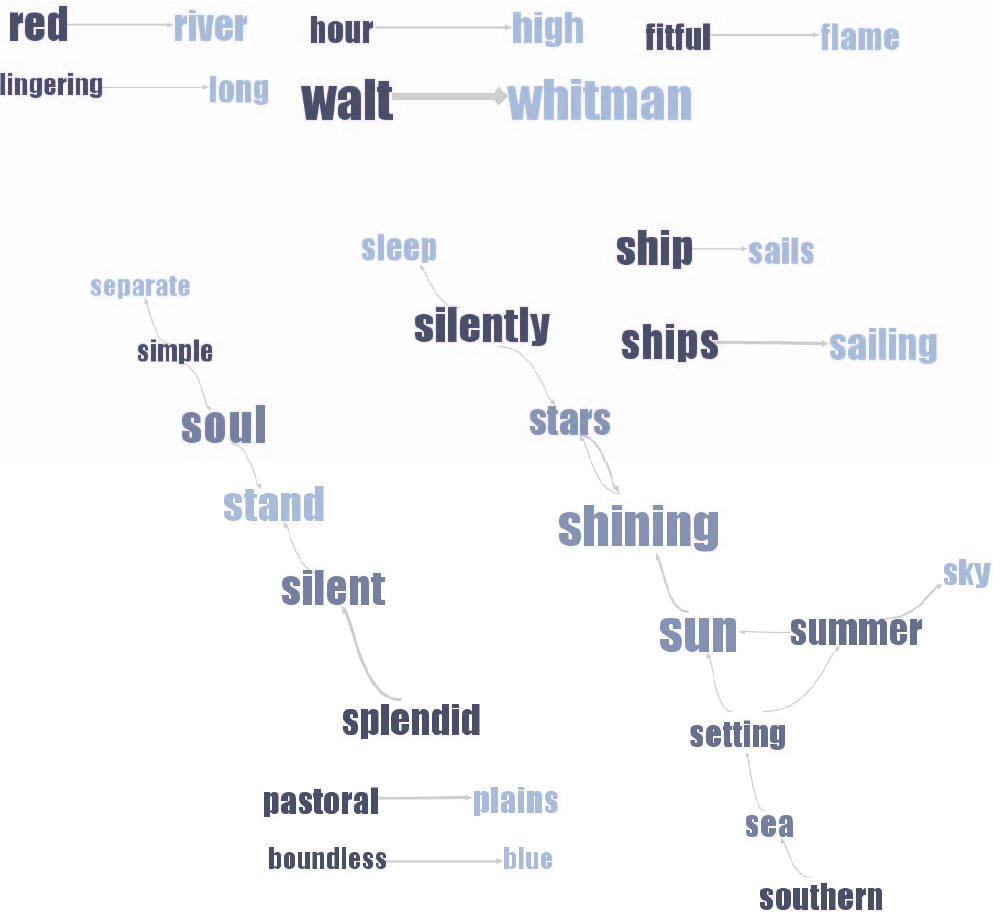 red river
hour high
fitful flame
lingering long
walt whitman
sleep
ship sails
separate
silently
ships sailing
simple
soul
stars
stand
shining
silent
sky
sun
summer
splendid
setting
pastoral plains
sea
boundless blue
southern